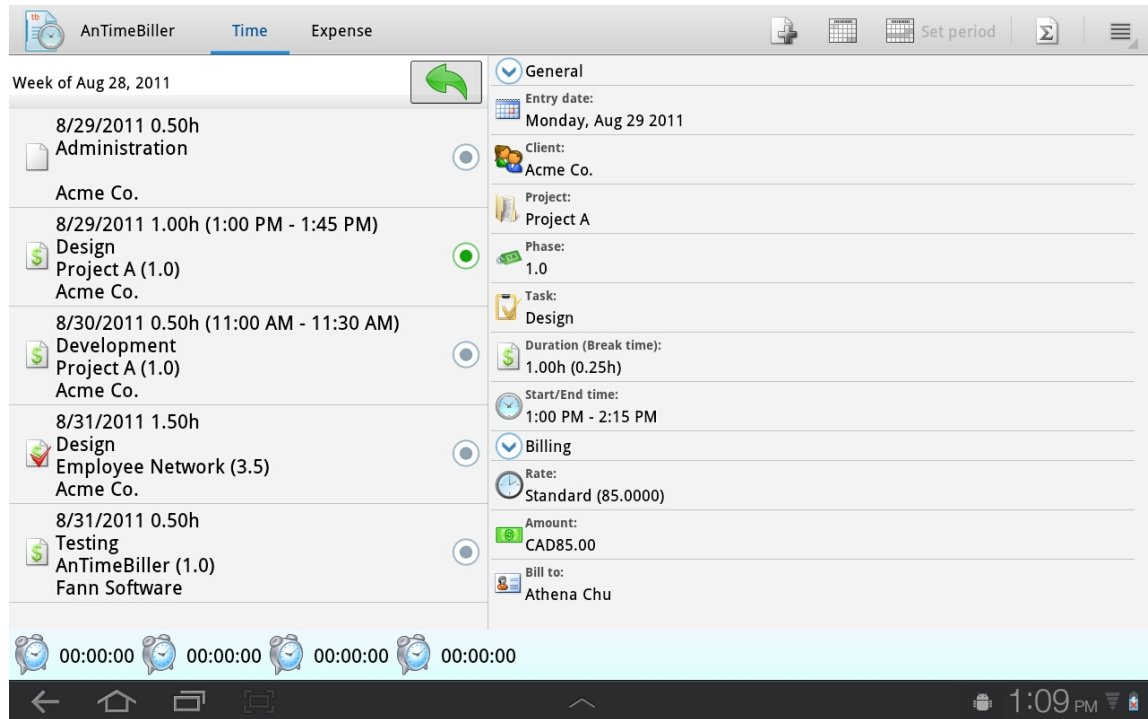 AnTimeBiller
Time
Expense
Set period
Week of Aug 28, 2011
8/29/2011 0.50h
Administration
Acme Co.
8/29/2011 1.00h (1:00 PM - 1:45 PM)
Design
Project A (1.0)
Acme Co.
8/30/2011 0.50h (11:00 AM - 11:30 AM)
Development
Project A (1.0)
Acme Co.
8/31/2011 1.50h
Design
Employee Network (3.5)
Acme Co.
8/31/2011 0.50h
Testing
AnTimeBiller (1.0)
Fann Software
General
Entry date:
Monday, Aug 29 2011
Client:
Acme Co.
Project:
Project A
Phase:
1.0
Task:
Design
Duration (Break time):
1.00h (0.25h)
Start/End time:
1:00 PM - 2:15 PM
Billing
Rate:
Standard (85.0000)
Amount:
CAD85.00
Bill to:
Athena Chu
00:00:00
00:00:00
00:00:00
00:00:00
1:09 PM